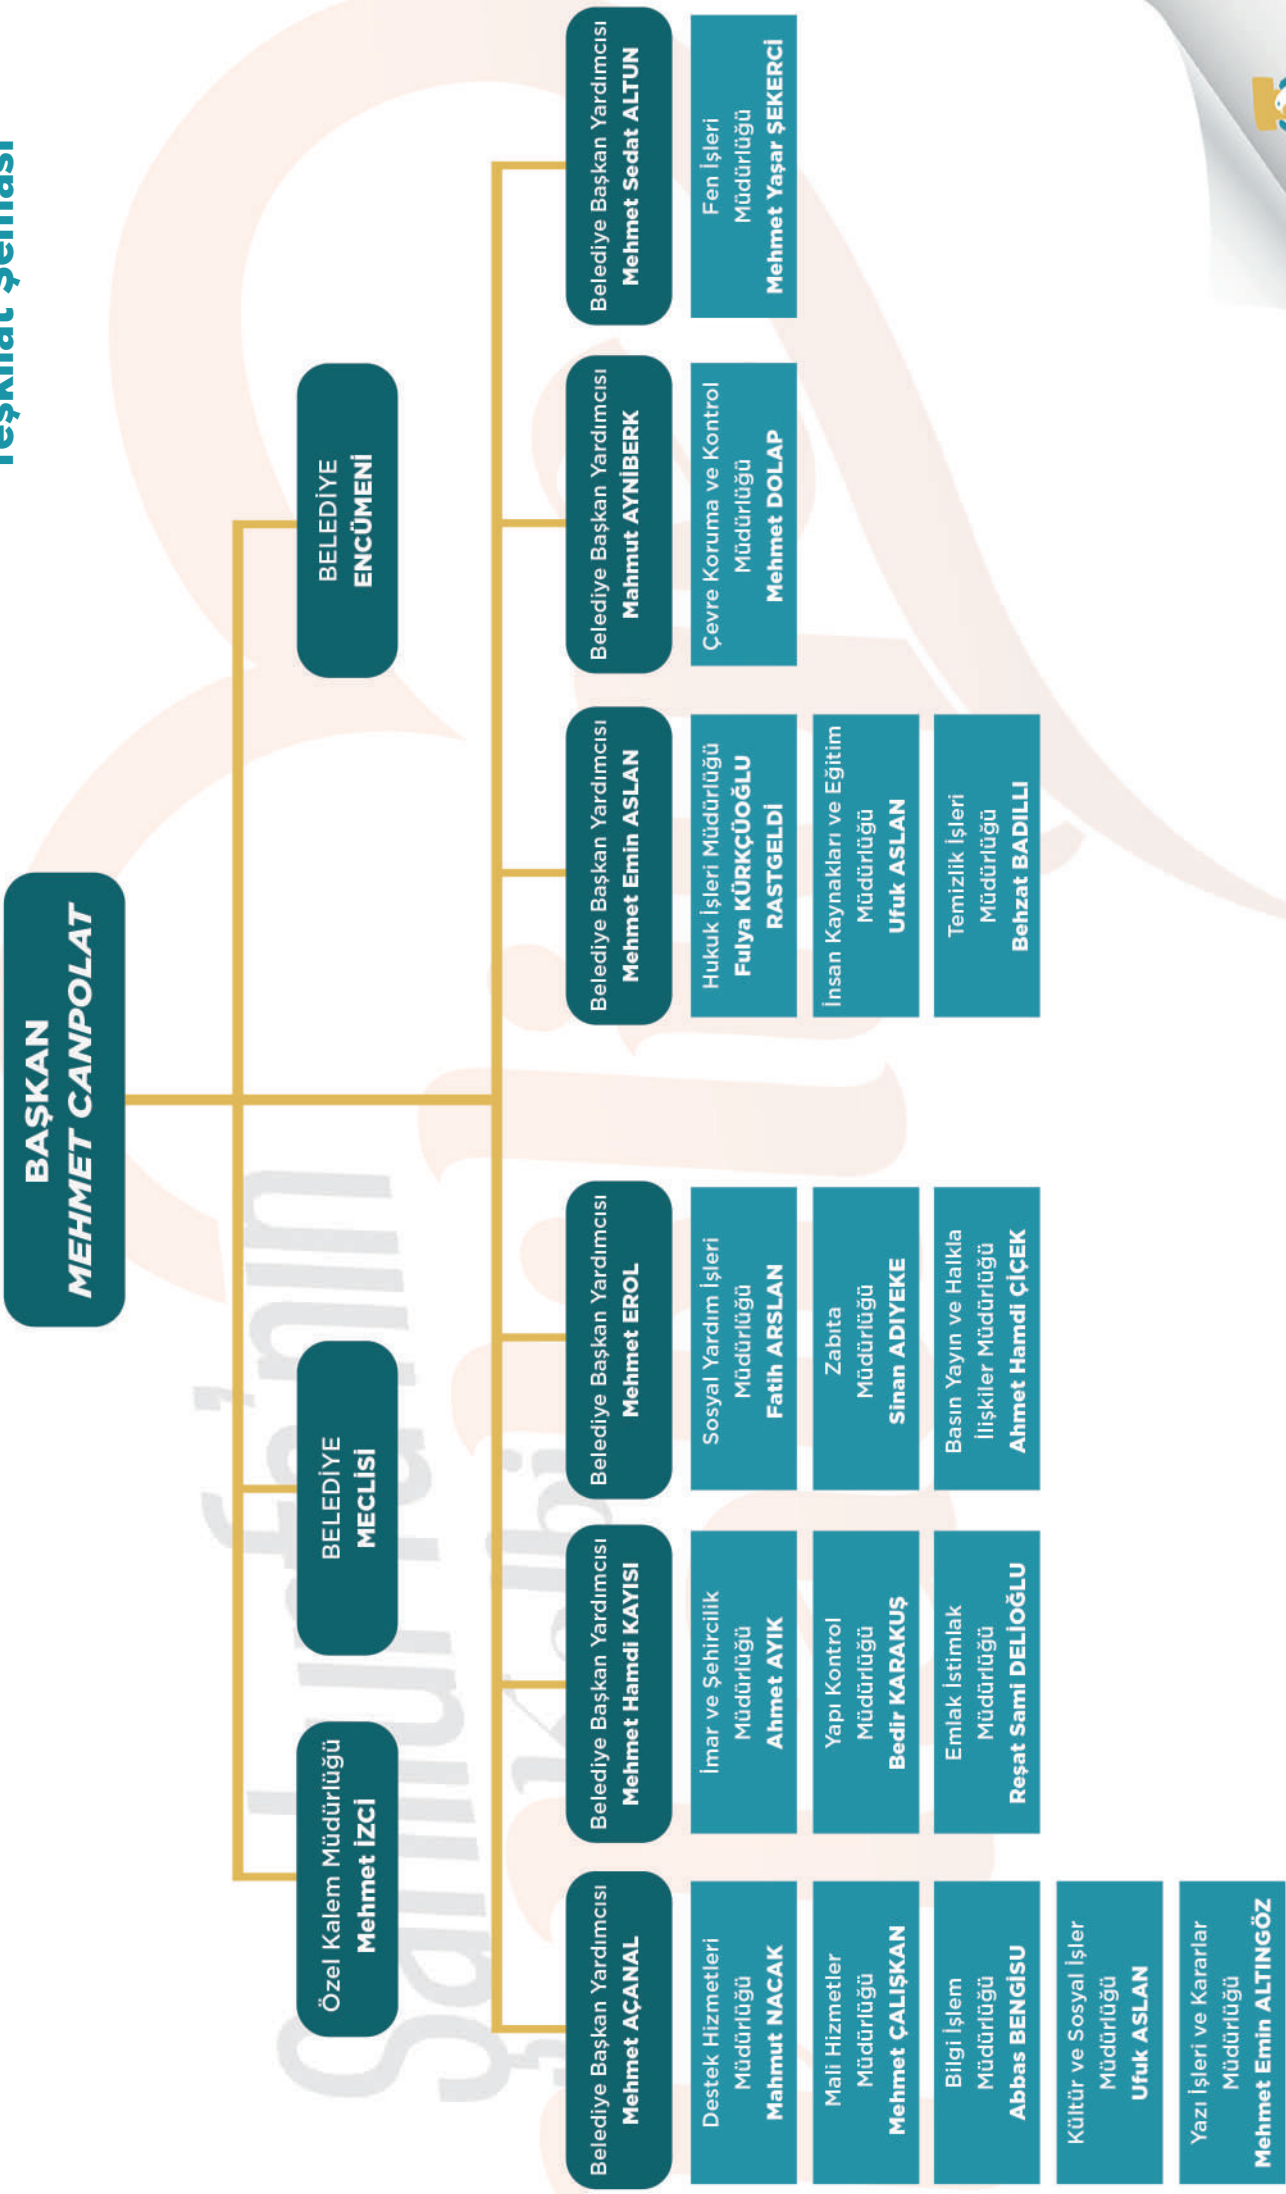 Teşkilat Şeması
BAŞKAN
MEHMET CANPOLAT
Özel Kalem Müdürlüğü
Mehmet İZCİ
BELEDİYE
MECLİSİ
BELEDİYE
ENCÜMENİ
Belediye Başkan Yardımcısı
Mehmet AÇANAL
Destek Hizmetleri
Müdürlüğü
Mahmut NACAK
Mali Hizmetler
Müdürlüğü
Mehmet ÇALIŞKAN
Bilgi İşlem
Müdürlüğü
Abbas BENGİSU
Kültür ve Sosyal İşler
Müdürlüğü
Ufuk ASLAN
Yazı İşleri ve Kararlar
Müdürlüğü
Mehmet Emin ALTINGÖZ
Belediye Başkan Yardımcısı
Mehmet Hamdi KAYISI
İmar ve Şehircilik
Müdürlüğü
Ahmet AYIK
Yapı Kontrol
Müdürlüğü
Bedir KARAKUŞ
Emlak İstimlak
Müdürlüğü
Reşat Sami DELİOĞLU
Belediye Başkan Yardımcısı
Mehmet EROL
Sosyal Yardım İşleri
Müdürlüğü
Fatih ARSLAN
Zabıta
Müdürlüğü
Sinan ADIYEKE
Basın Yayın ve Halkla
İlişkiler Müdürlüğü
Ahmet Hamdi ÇİÇEK
Belediye Başkan Yardımcısı
Mehmet Emin ASLAN
Hukuk İşleri Müdürlüğü
Fulya KÜRKÇÜOĞLU
RASTGELDİ
İnsan Kaynakları ve Eğitim
Müdürlüğü
Ufuk ASLAN
Temizlik İşleri
Müdürlüğü
Behzat BADILLI
Belediye Başkan Yardımcısı
Mahmut AYNİBERK
Çevre Koruma ve Kontrol
Müdürlüğü
Mehmet DOLAP
Belediye Başkan Yardımcısı
Mehmet Sedat ALTUN
Fen İşleri
Müdürlüğü
Mehmet Yaşar ŞEKERCİ
Şanlıurfa'nın